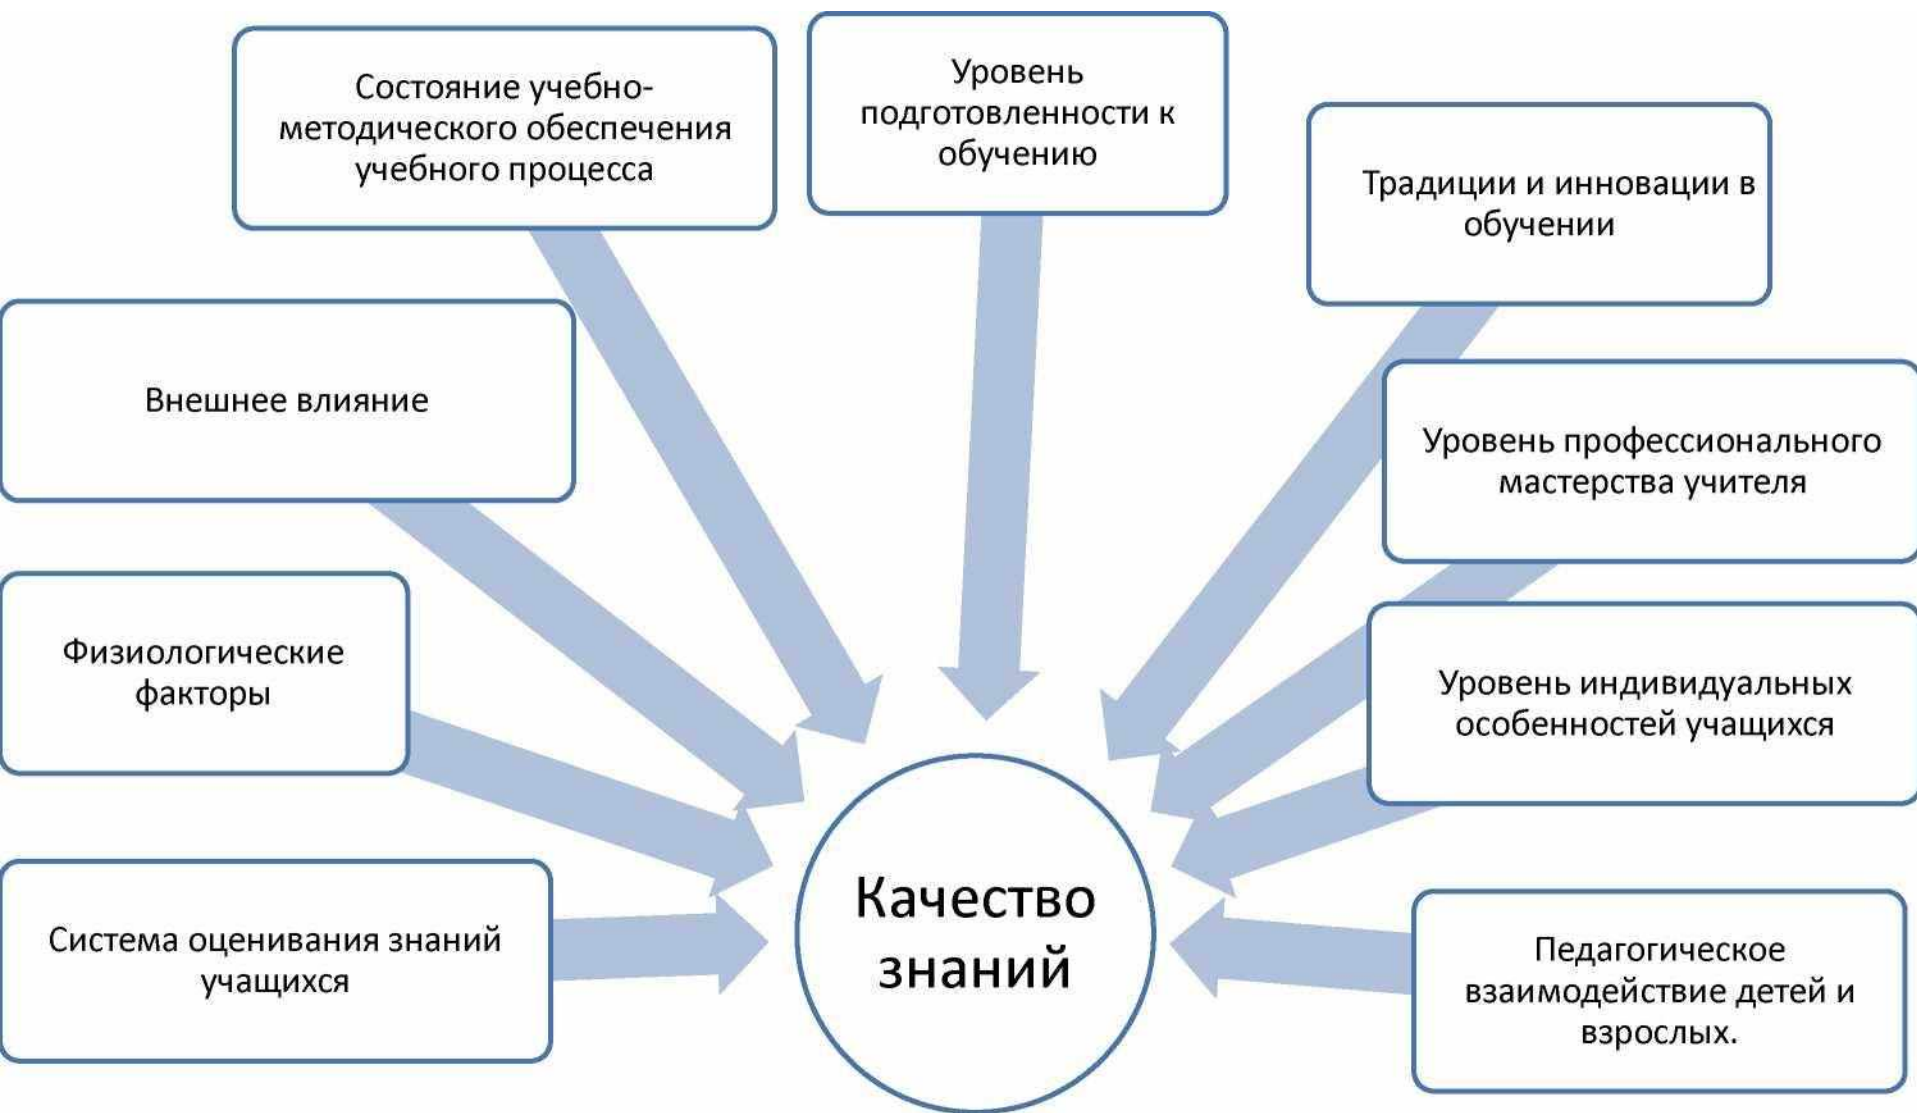 Состояние учебно-
методического обеспечения
учебного процесса
Уровень
подготовленности к
обучению
Традиции и инновации в
обучении
Внешнее влияние
Уровень профессионального
мастерства учителя
Физиологические
факторы
Уровень индивидуальных
особенностей учащихся
Система оценивания знаний
учащихся
Качество
знаний
Педагогическое
взаимодействие детей и
взрослых.